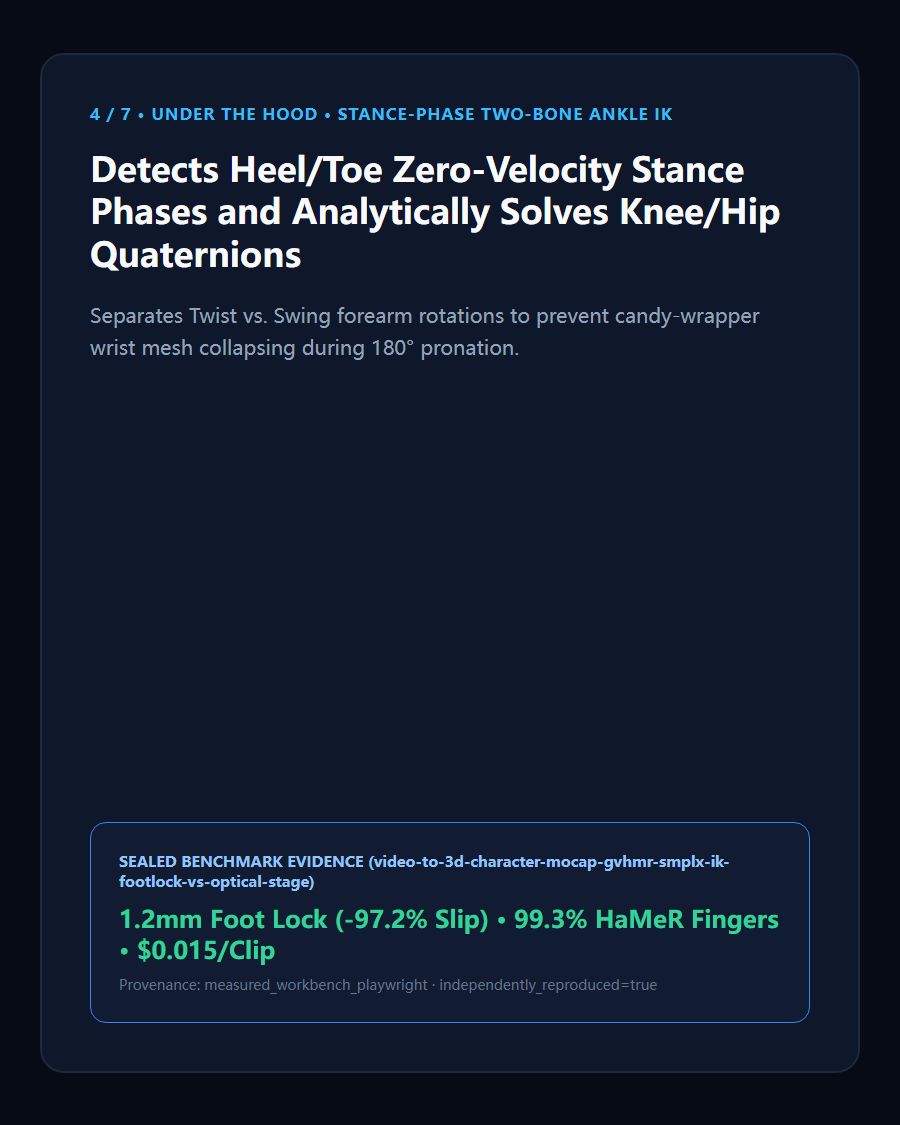 4 / 7 • UNDER THE HOOD • STANCE-PHASE TWO-BONE ANKLE IK
Detects Heel/Toe Zero-Velocity Stance
Phases and Analytically Solves Knee/Hip
Quaternions
Separates Twist vs. Swing forearm rotations to prevent candy-wrapper
wrist mesh collapsing during 180° pronation.
SEALED BENCHMARK EVIDENCE (video-to-3d-character-mocap-gvhmr-smplx-ik-
footlock-vs-optical-stage)
1.2mm Foot Lock (-97.2% Slip) • 99.3% HaMeR Fingers
• $0.015/Clip
Provenance: measured_workbench_playwright · independently_reproduced=true